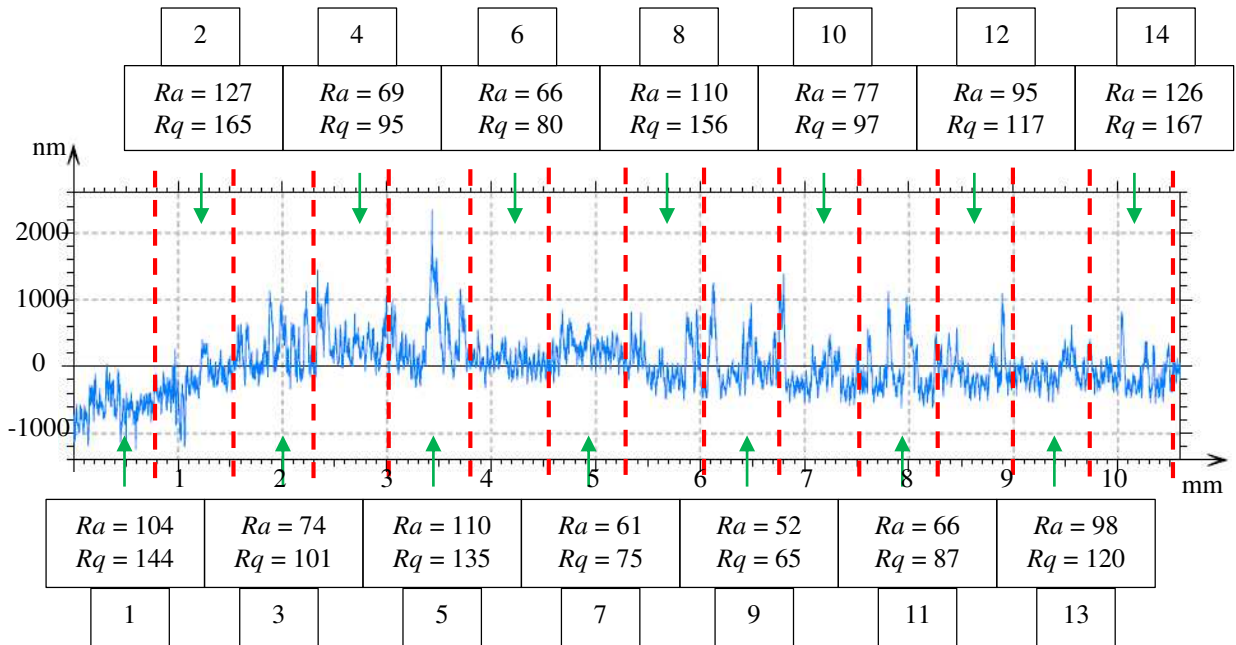 2 4 6 8 10 12 14
Ra = 127 Ra = 69 Ra = 66 Ra = 110 Ra = 77 Ra = 95 Ra = 126
Rq = 165 Rq = 95 Rq = 80 Rq = 156 Rq = 97 Rq = 117 Rq = 167
nm
2000
1000
0
-1000
1 2 3 4 5 6 7 8 9 10
mm
Ra = 104 Ra = 74 Ra = 110 Ra = 61 Ra = 52 Ra = 66 Ra = 98
Rq = 144 Rq = 101 Rq = 135 Rq = 75 Rq = 65 Rq = 87 Rq = 120
1 3 5 7 9 11 13